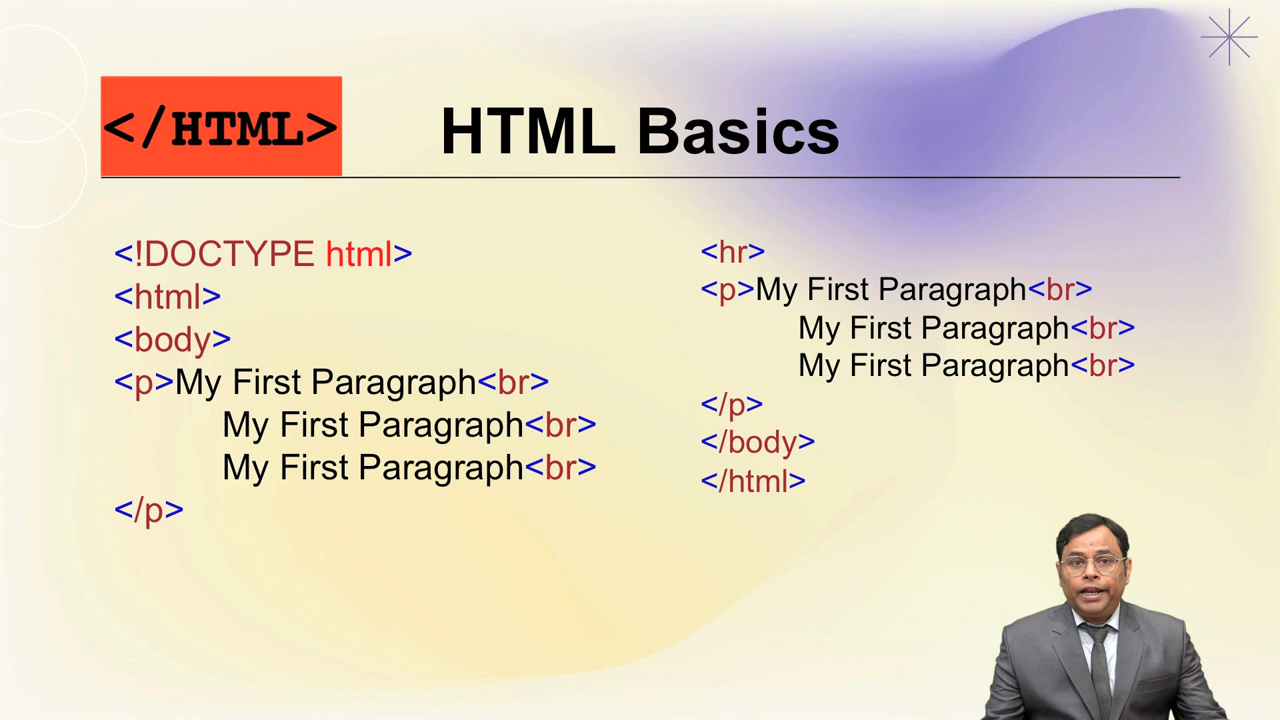 </HTML>
HTML Basics
<!DOCTYPE html>
<html>
<body>
<p>My First Paragraph<br>
My First Paragraph<br>
My First Paragraph<br>
</p>
<hr>
<p>My First Paragraph<br>
My First Paragraph<br>
My First Paragraph<br>
</p>
</body>
</html>